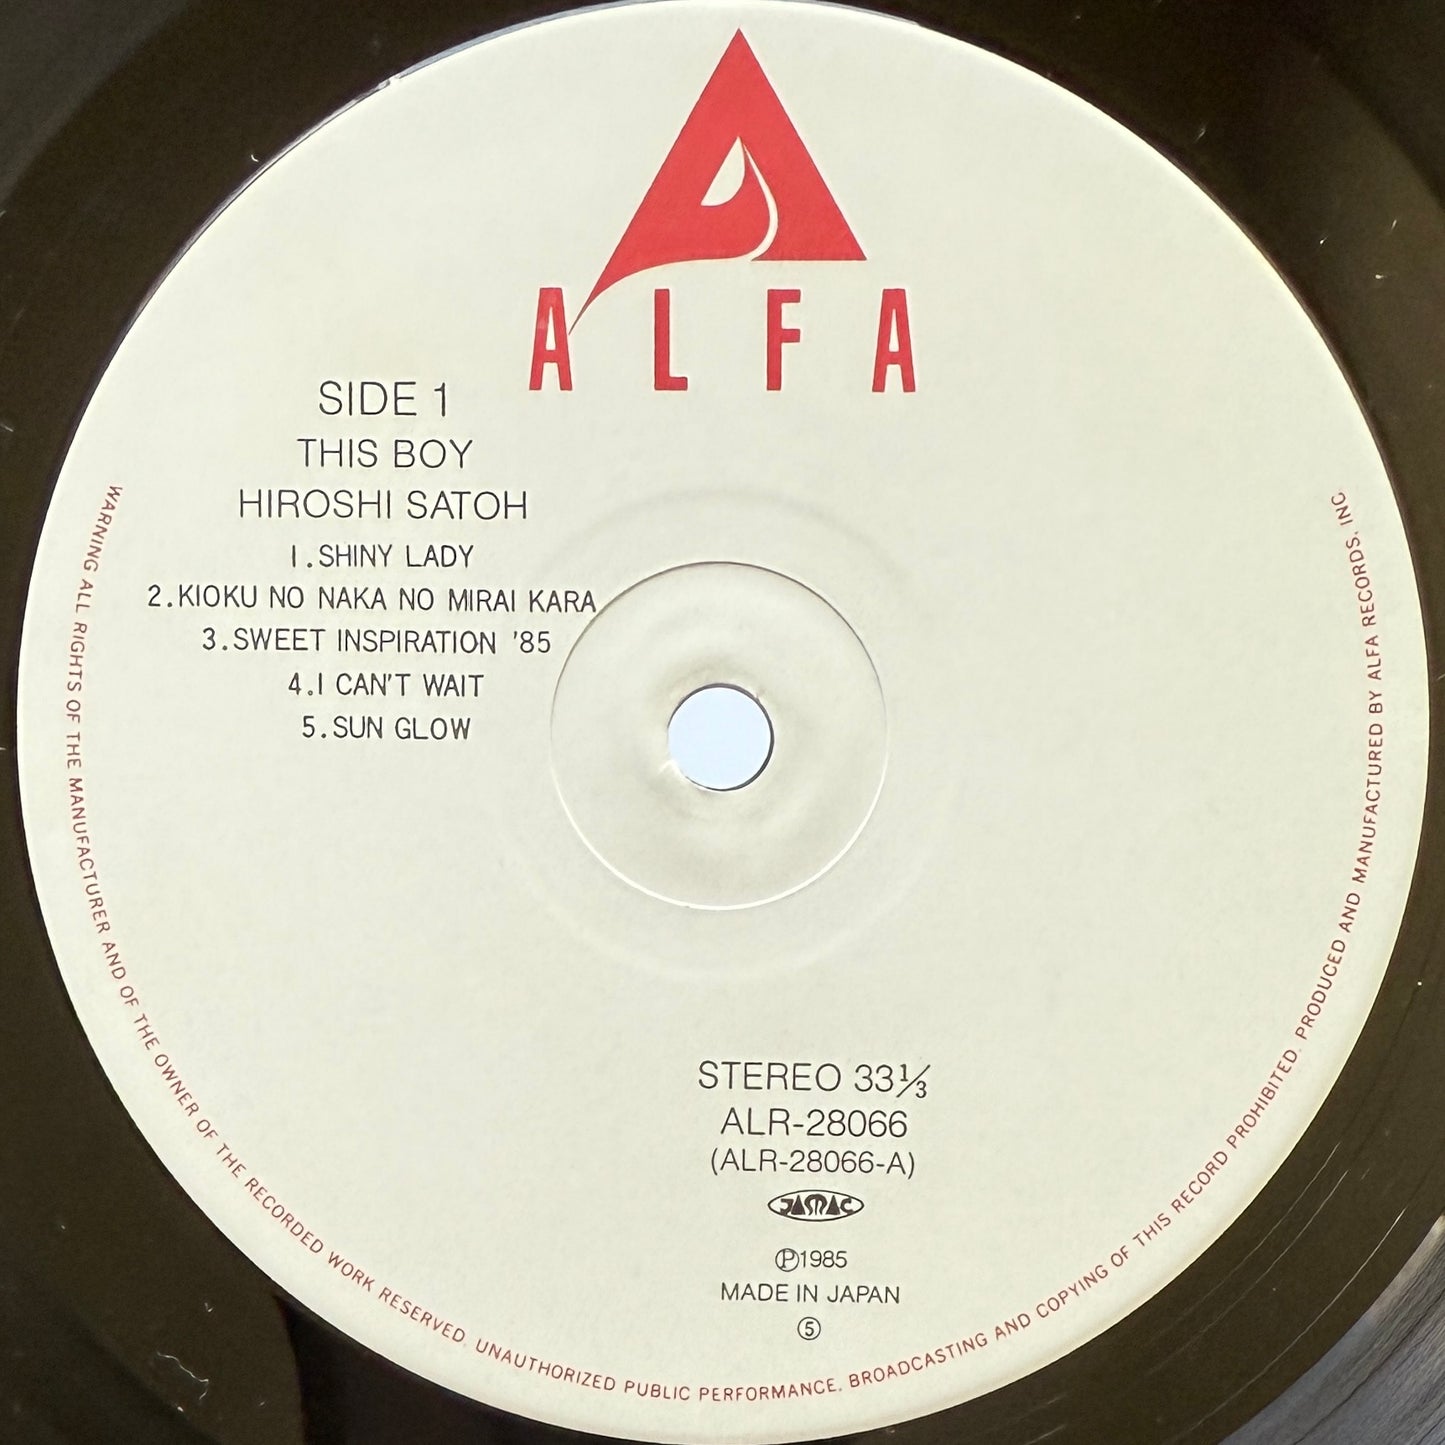 ALFA
SIDE 1
THIS BOY
HIROSHI SATOH
1.SHINY LADY
2.KIOKU NO NAKA NO MIRAI KARA
3.SWEET INSPIRATION '85
4.I CAN'T WAIT
5.SUN GLOW
STEREO 33⅓
ALR-28066
(ALR-28066-A)
JASRAC
Ⓟ1985
MADE IN JAPAN
⑤
WARNING ALL RIGHTS OF THE MANUFACTURER AND OF THE OWNER OF THE RECORDED WORK RESERVED. UNAUTHORIZED PUBLIC PERFORMANCE. BROADCASTING AND COPYING OF THIS RECORD PROHIBITED. PRODUCED AND MANUFACTURED BY ALFA RECORDS, INC